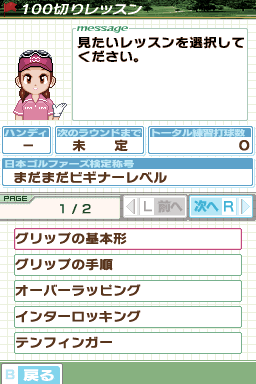 100切りレッスン
message
見たいレッスンを選択して
ください。
ハンディ 次のラウンドまで トータル練習打球数
− 未定 0
日本ゴルファーズ検定称号
まだまだビギナーレベル
PAGE
1/2 L 前へ 次へ R
グリップの基本形
グリップの手順
オーバーラッピング
インターロッキング
テンフィンガー
B 戻る